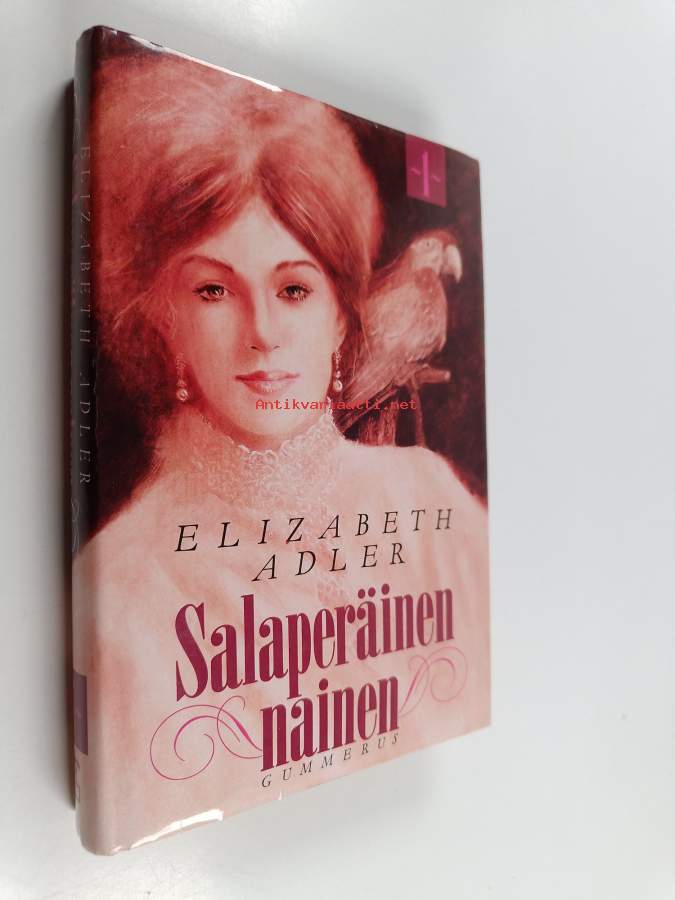 -1-
Antikvariaatti.net
ELIZABETH
ADLER
Salaperäinen
nainen
GUMMERUS
ELIZABETH ADLER